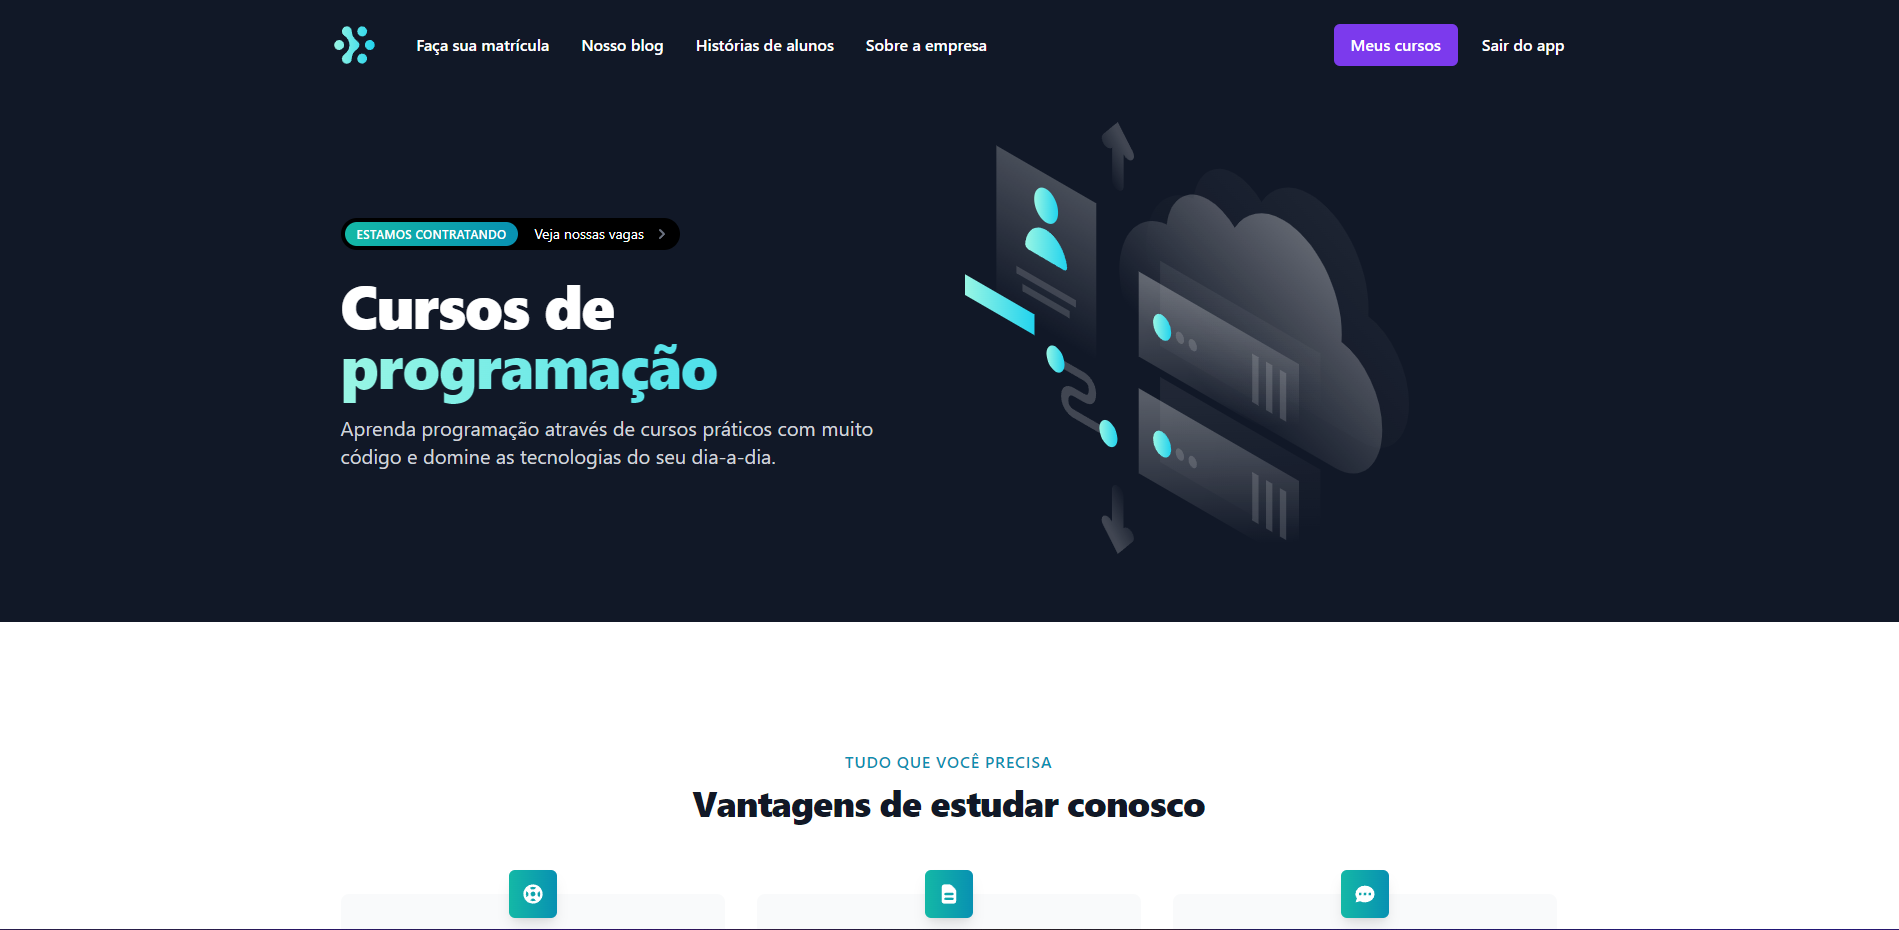 Faça sua matrícula
Nosso blog
Histórias de alunos
Sobre a empresa
Meus cursos
Sair do app
ESTAMOS CONTRATANDO
Veja nossas vagas
Cursos de
programação
Aprenda programação através de cursos práticos com muito
código e domine as tecnologias do seu dia-a-dia.
TUDO QUE VOCÊ PRECISA
Vantagens de estudar conosco